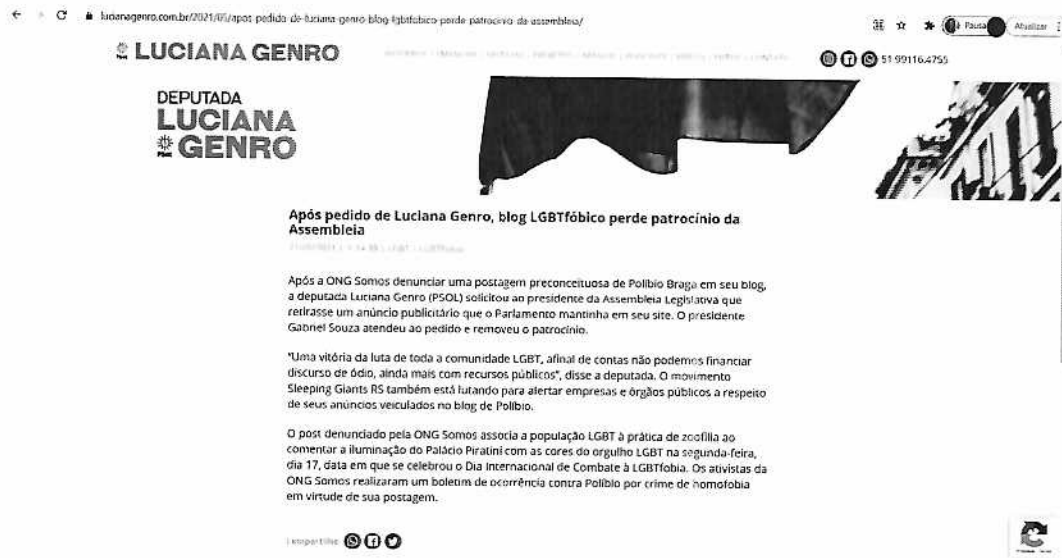 lucianagenro.com.br/2021/05/apos-pedido-de-luciana-genro-blog-lgbtfobico-perde-patrocinio-da-assembleia/
Pausa
Atualizar
LUCIANA GENRO
51 99116.4755
DEPUTADA
LUCIANA
GENRO
Após pedido de Luciana Genro, blog LGBTfóbico perde patrocínio da
Assembleia
Após a ONG Somos denunciar uma postagem preconceituosa de Políbio Braga em seu blog,
a deputada Luciana Genro (PSOL) solicitou ao presidente da Assembleia Legislativa que
retirasse um anúncio publicitário que o Parlamento mantinha em seu site. O presidente
Gabriel Souza atendeu ao pedido e removeu o patrocínio.
"Uma vitória da luta de toda a comunidade LGBT, afinal de contas não podemos financiar
discurso de ódio, ainda mais com recursos públicos", disse a deputada. O movimento
Sleeping Giants RS também está lutando para alertar empresas e órgãos públicos a respeito
de seus anúncios veiculados no blog de Políbio.
O post denunciado pela ONG Somos associa a população LGBT à prática de zoofilia ao
comentar a iluminação do Palácio Piratini com as cores do orgulho LGBT na segunda-feira,
dia 17, data em que se celebrou o Dia Internacional de Combate à LGBTfobia. Os ativistas da
ONG Somos realizaram um boletim de ocorrência contra Políbio por crime de homofobia
em virtude de sua postagem.